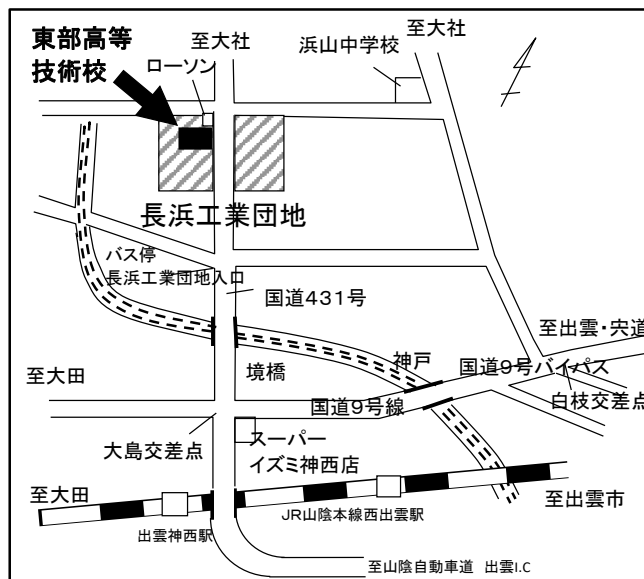 至大社
東部高等
技術校
ローソン
浜山中学校
至大社
長浜工業団地
バス停
長浜工業団地入口
国道431号
至出雲・宍道
神戸
国道9号バイパス
至大田
境橋
国道9号線
白枝交差点
大島交差点
スーパー
イズミ神西店
至大田
至出雲市
出雲神西駅
JR山陰本線西出雲駅
至山陰自動車道 出雲I.C